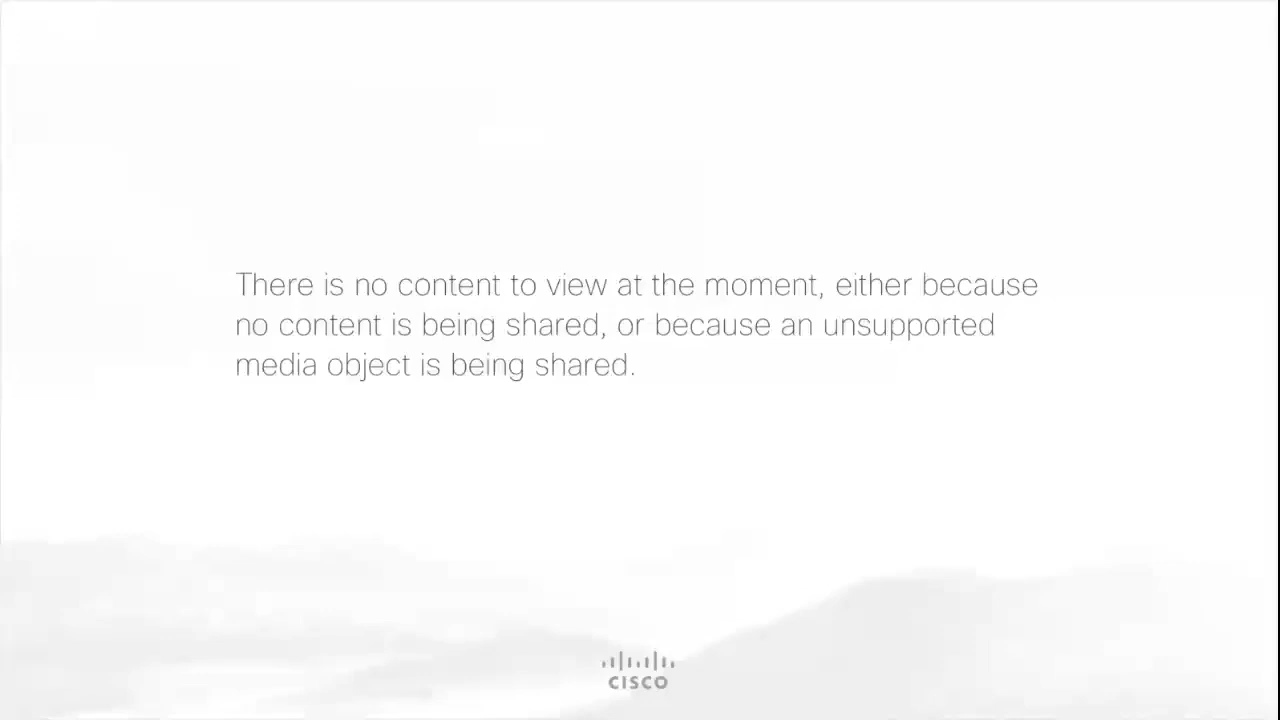 There is no content to view at the moment, either because
no content is being shared, or because an unsupported
media object is being shared.
CISCO